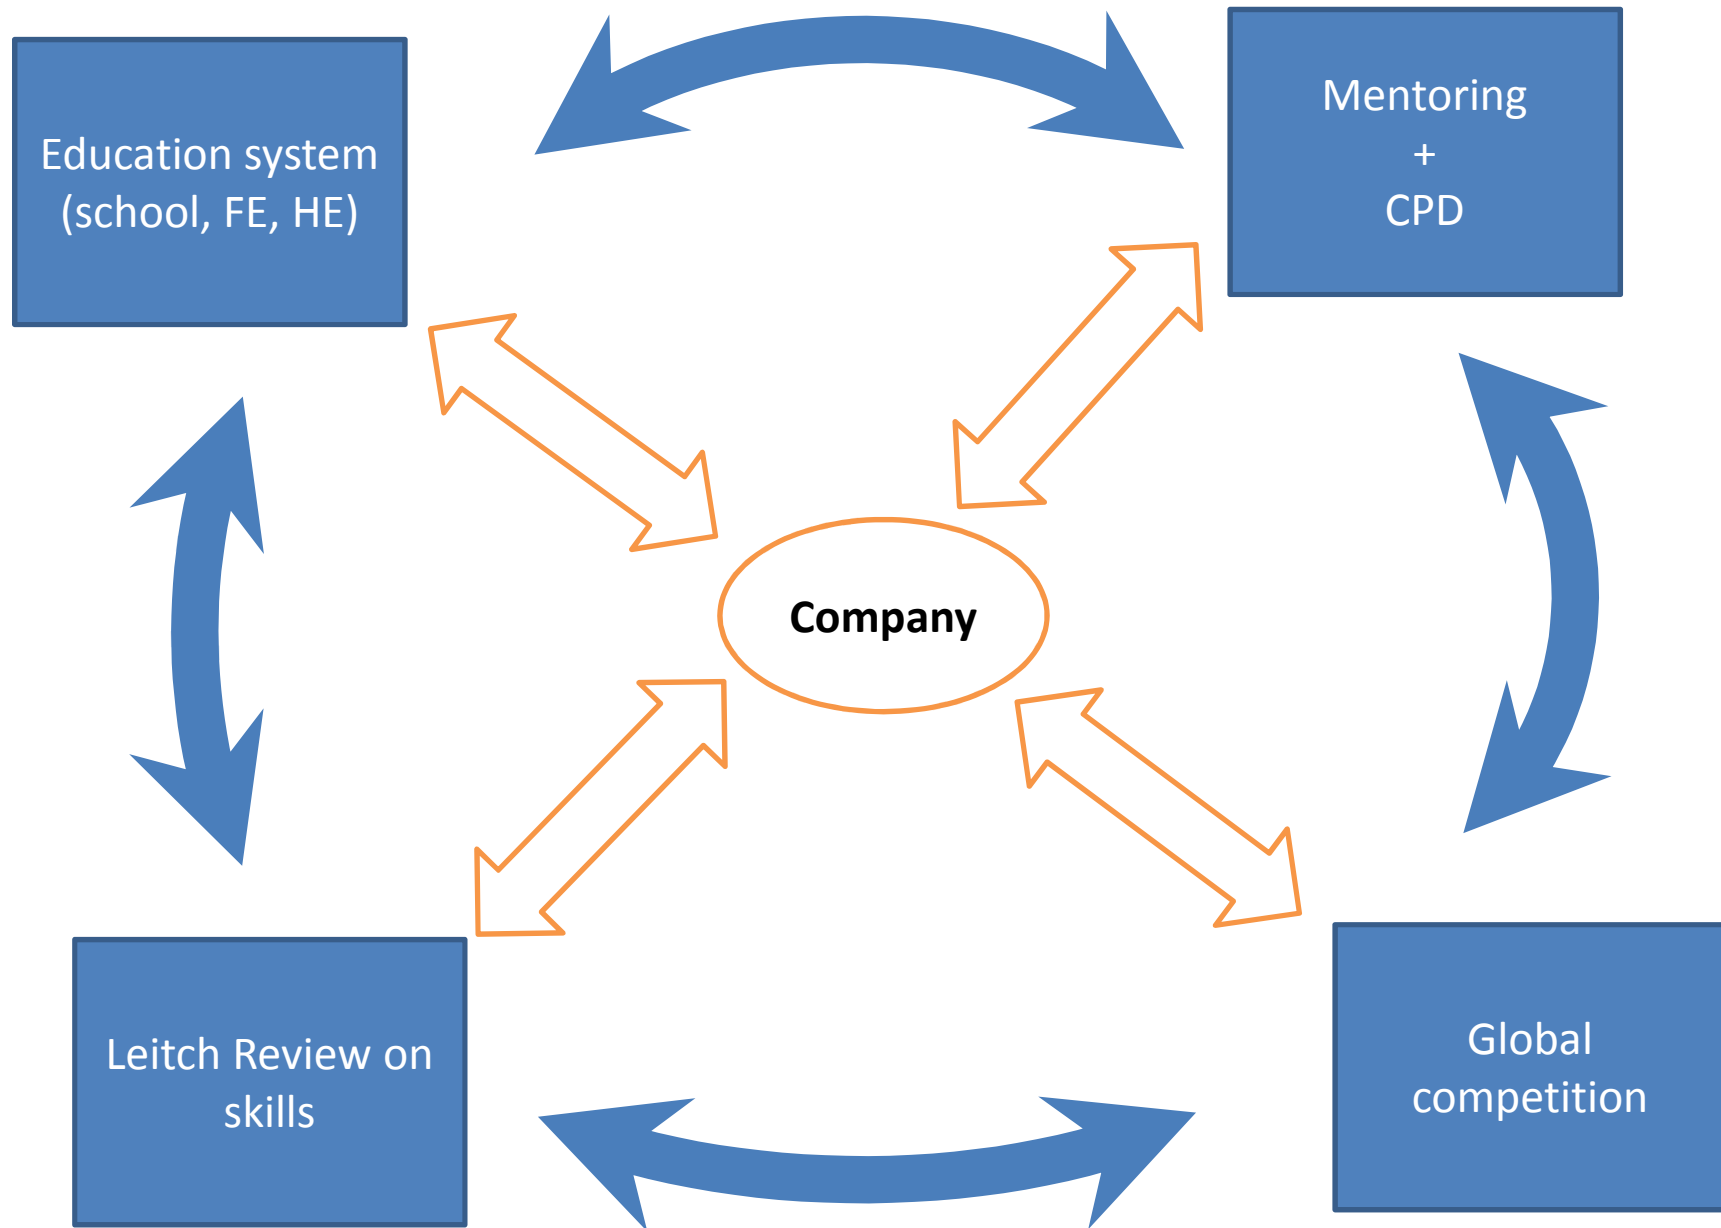 Education system
(school, FE, HE)
Mentoring
+
CPD
Company
Leitch Review on
skills
Global
competition